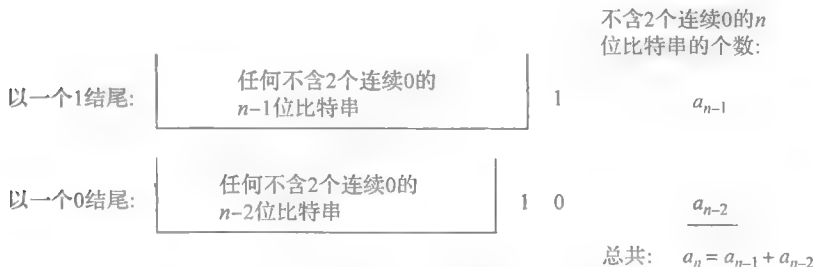 不含2个连续0的n
位比特串的个数:
以一个1结尾:
任何不含2个连续0的
n–1位比特串
1
a_{n–1}
以一个0结尾:
任何不含2个连续0的
n–2位比特串
1 0
a_{n–2}
总共: a_n = a_{n–1} + a_{n–2}